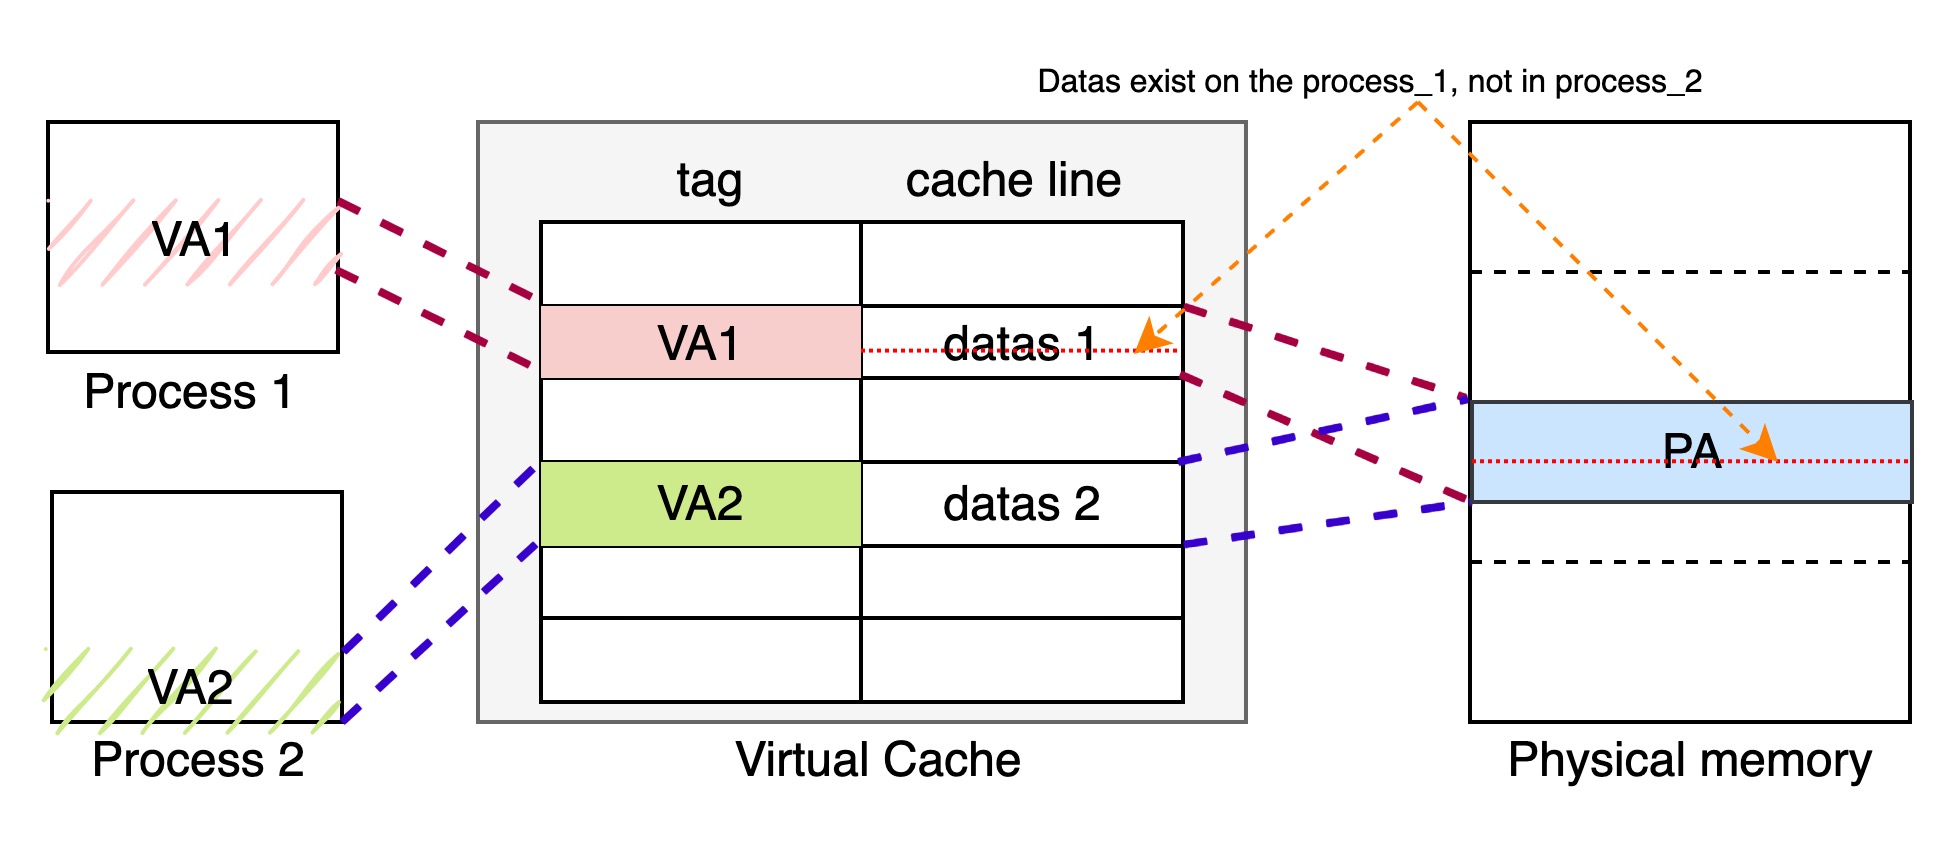 Datas exist on the process_1, not in process_2
tag
cache line
VA1
VA1
datas 1
Process 1
PA
VA2
datas 2
VA2
Process 2
Virtual Cache
Physical memory